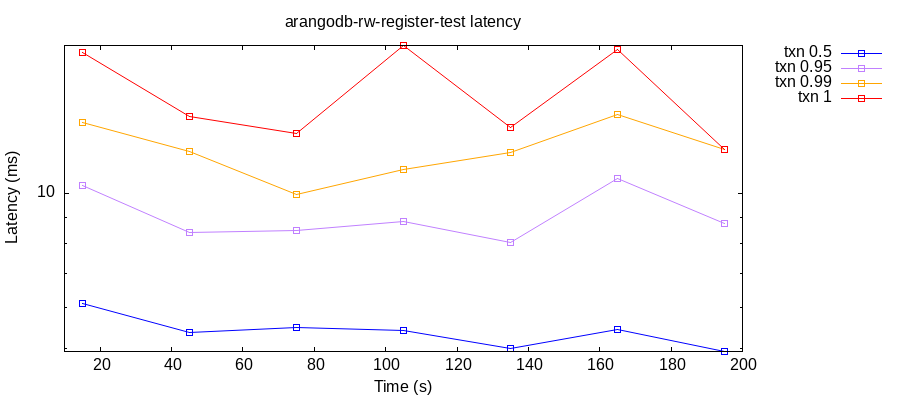 arangodb-rw-register-test latency
txn 0.5
txn 0.95
txn 0.99
txn 1
Latency (ms)
10
20 40 60 80 100 120 140 160 180 200
Time (s)